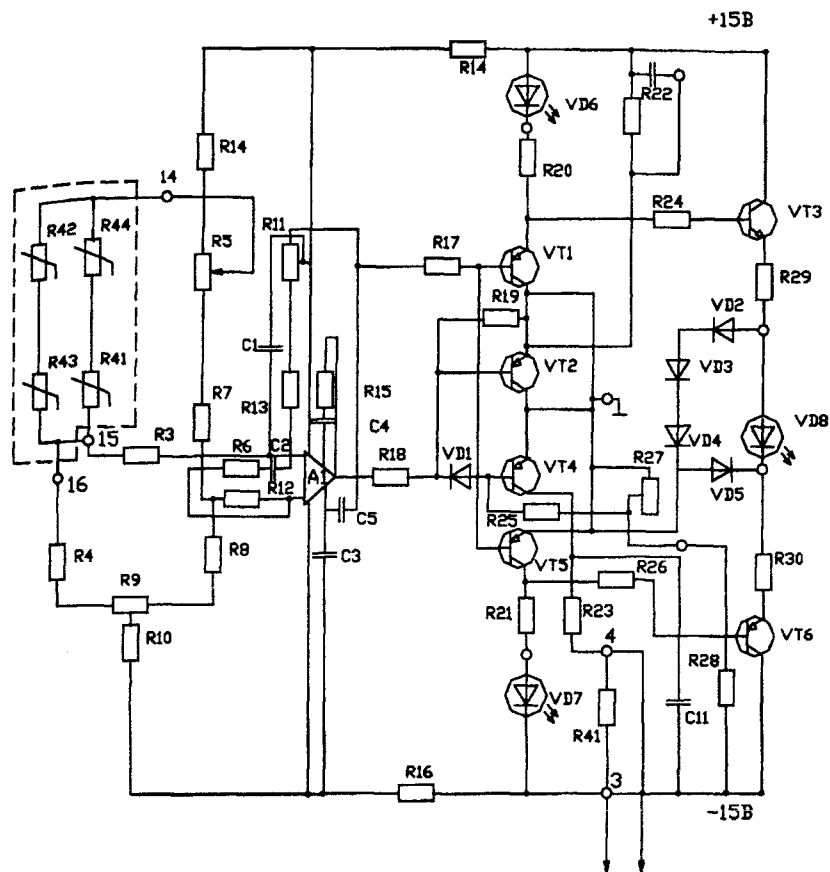 +15В
R14
R22
VD6
R14
R20
14
R42
R44
R24
VT3
R5
R11
R17
VT1
R29
R19
VD2
C1
R43
R41
R15
VT2
VD3
R7
R13
C4
1
VD8
15
R3
R6
C2
R18
VD1
VT4
R27
VD4
A1
VD5
16
R12
R25
C5
R4
R8
C3
VT5
R26
R30
R9
R21
R23
R10
4
VT6
R28
VD7
R41
C11
R16
3
-15В